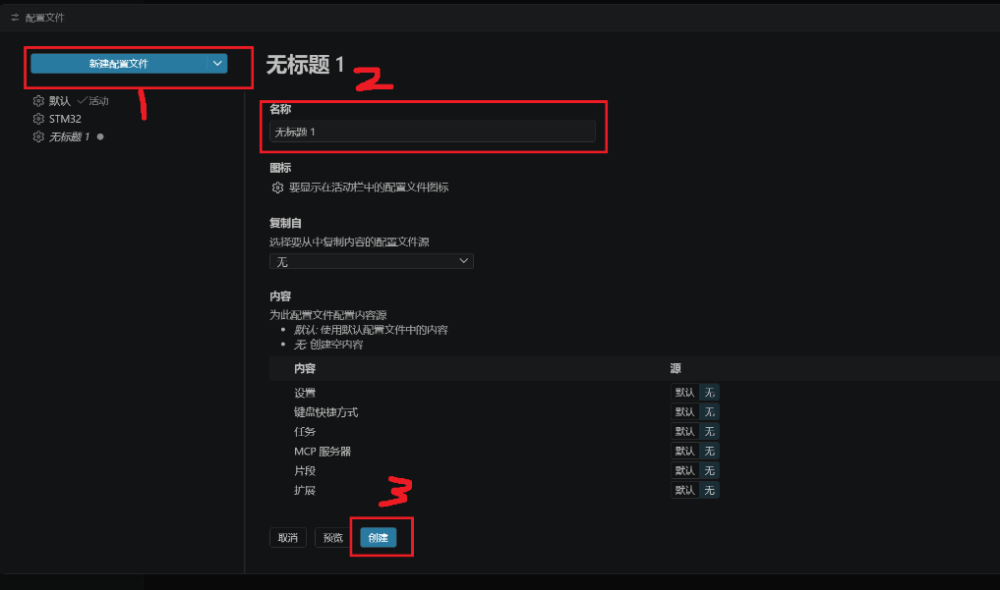 配置文件
新建配置文件
默认 活动
STM32
无标题 1
1
无标题 1
2
名称
无标题 1
图标
要显示在活动栏中的配置文件图标
复制自
选择要从中复制内容的配置文件源
无
内容
为此配置文件配置内容源
• 默认: 使用默认配置文件中的内容
• 无: 创建空内容
内容 源
设置 默认 无
键盘快捷方式 默认 无
任务 默认 无
MCP 服务器 默认 无
片段 默认 无
扩展 默认 无
3
取消 预览 创建